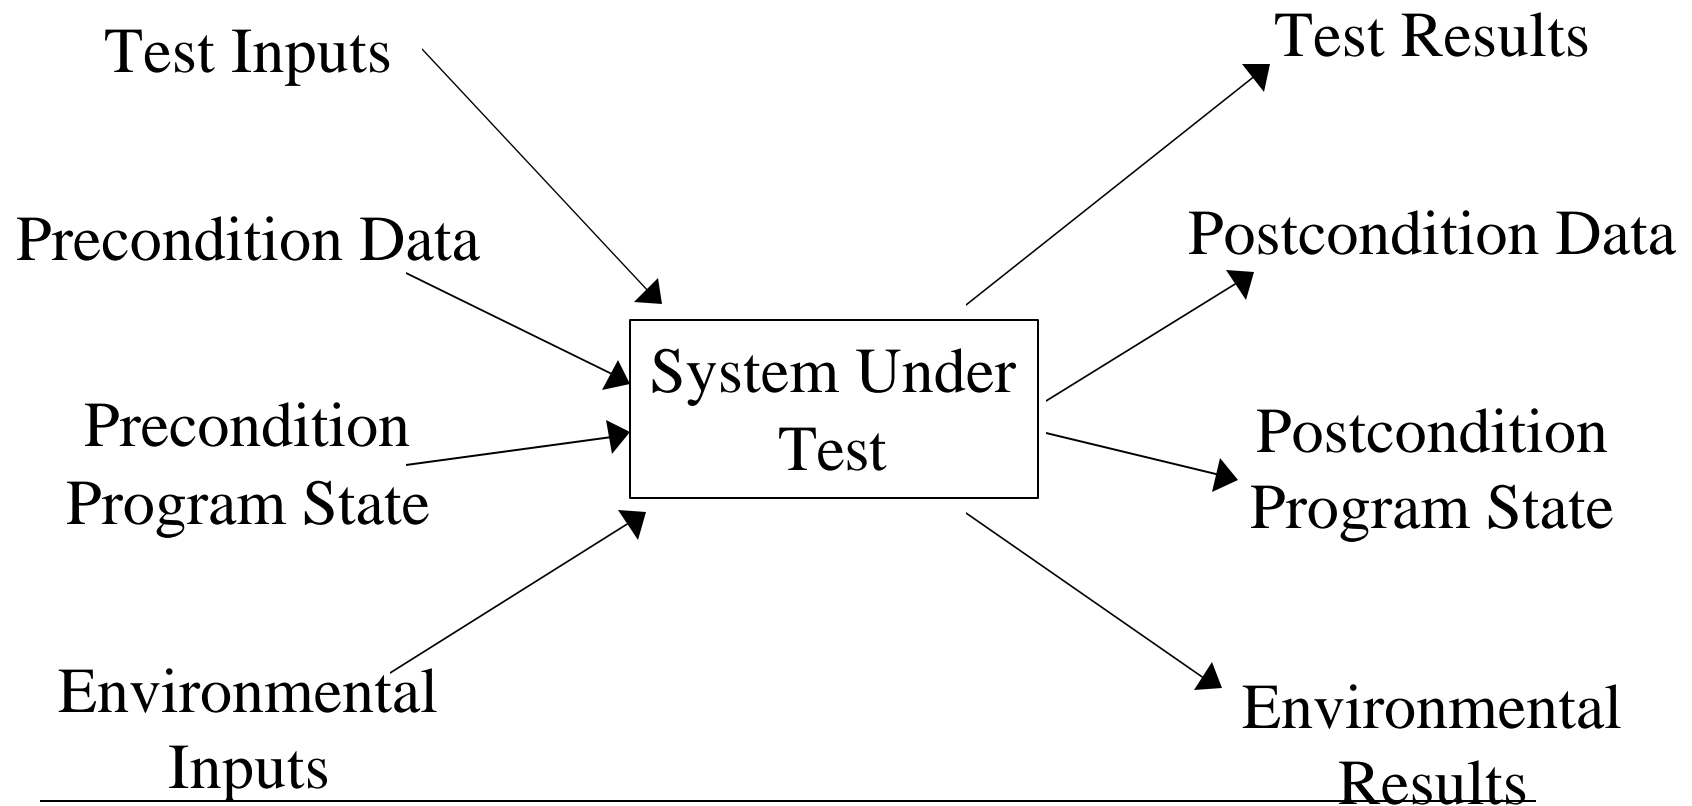 Test Inputs
Test Results
Precondition Data
Postcondition Data
System Under
Test
Precondition
Program State
Postcondition
Program State
Environmental
Inputs
Environmental
Results